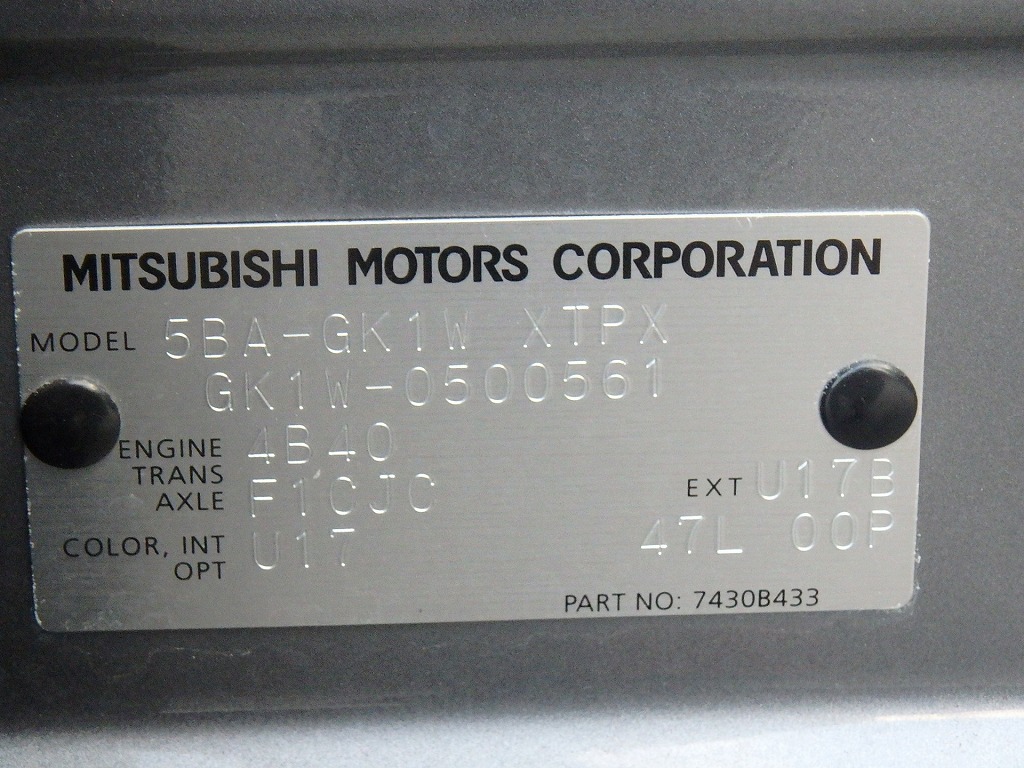 MITSUBISHI MOTORS CORPORATION
MODEL 5BA-GK1W XTPX
GK1W-0500561
ENGINE 4B40
TRANS
AXLE F1CJC EXT U17B
COLOR, INT U17 47L 00P
OPT
PART NO: 7430B433